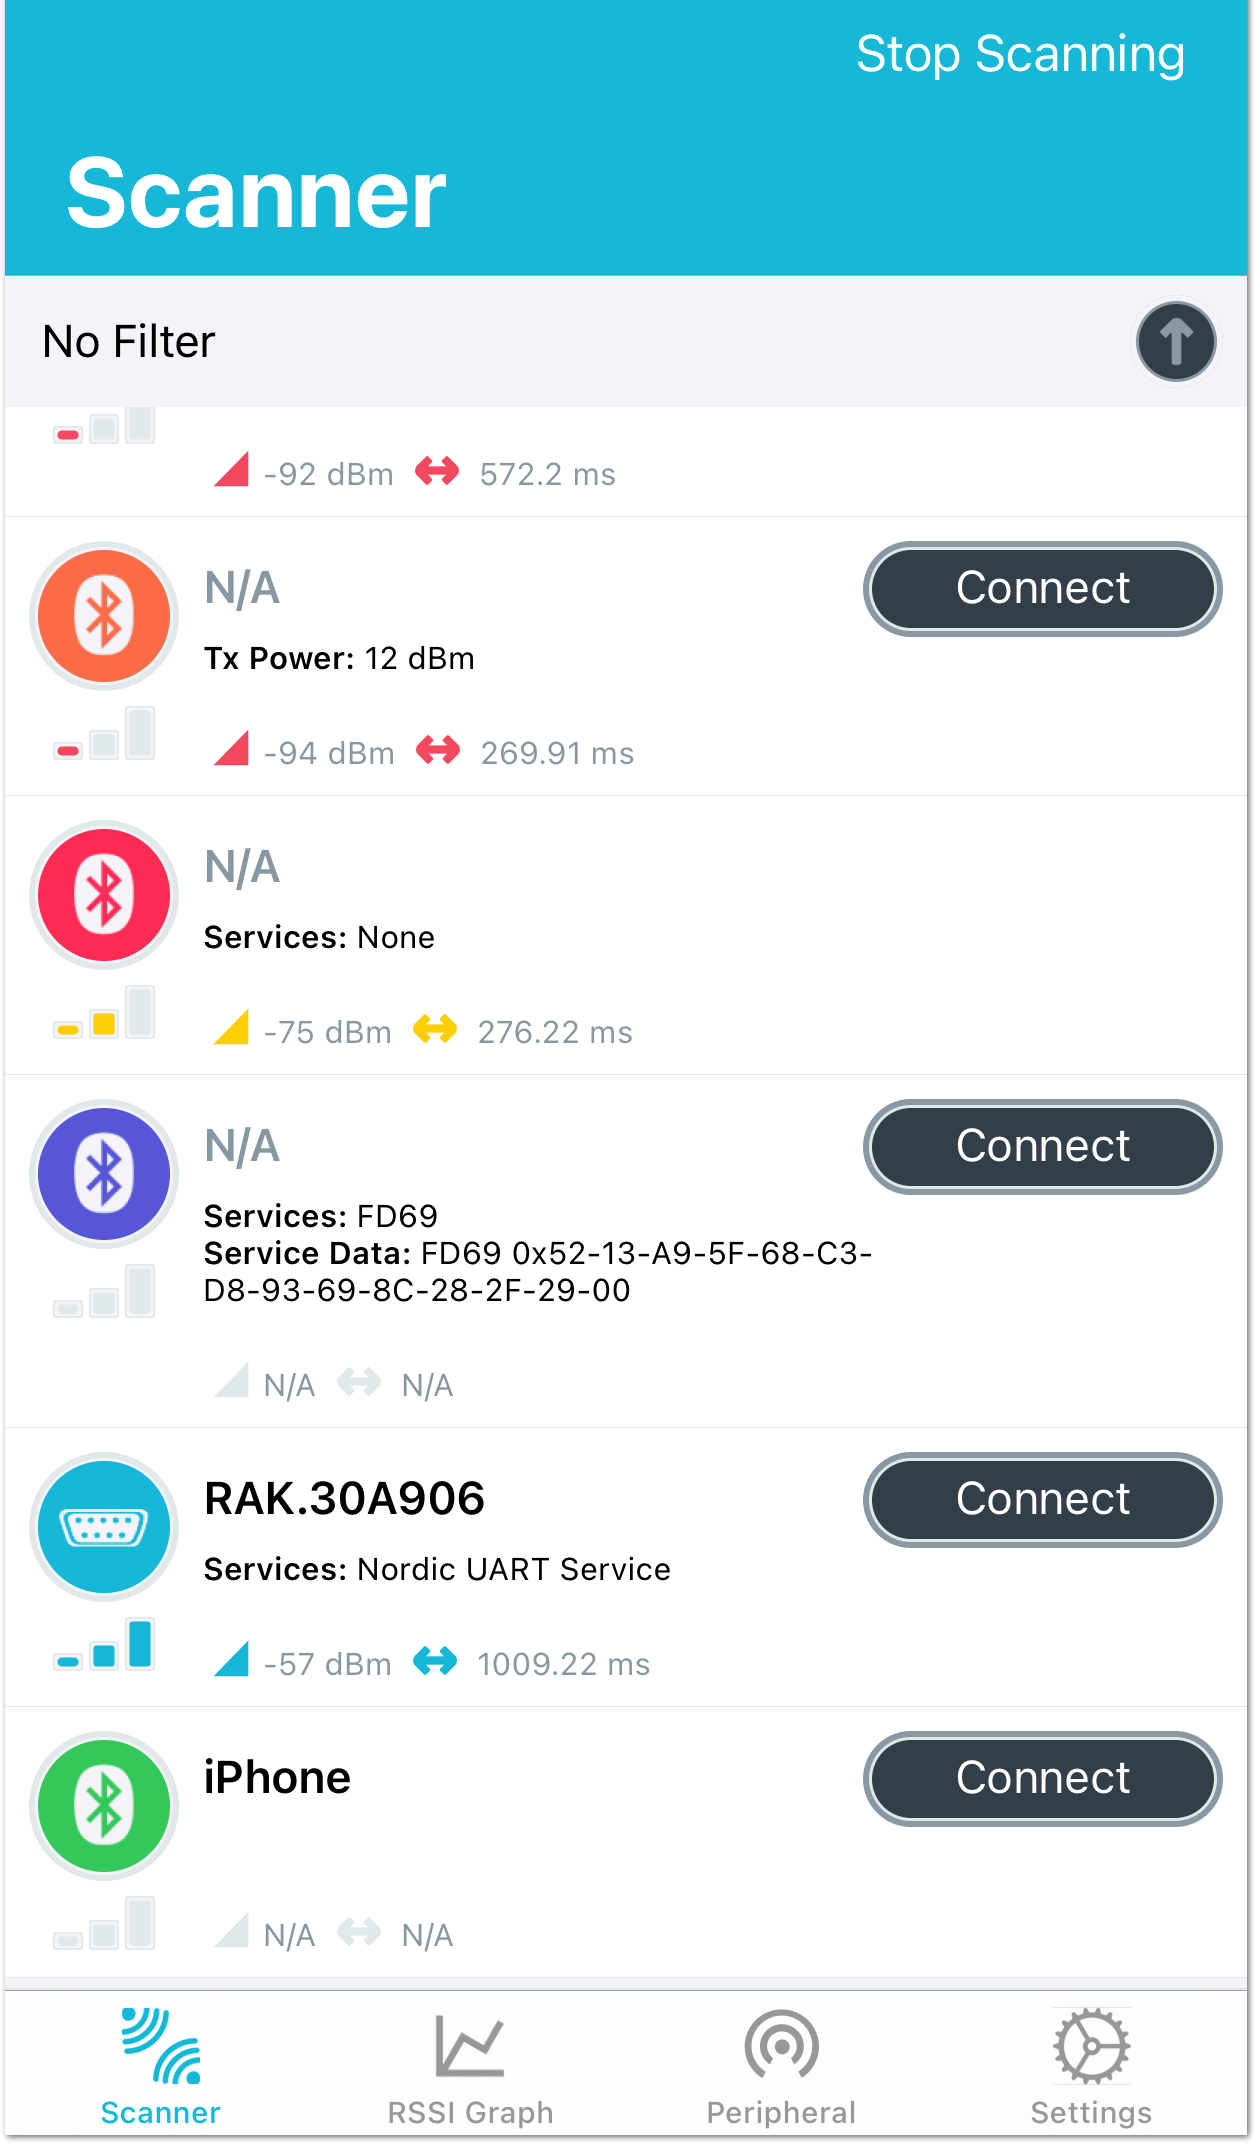 Stop Scanning
Scanner
No Filter
-92 dBm 572.2 ms
N/A
Connect
Tx Power: 12 dBm
-94 dBm 269.91 ms
N/A
Services: None
-75 dBm 276.22 ms
N/A
Connect
Services: FD69
Service Data: FD69 0x52-13-A9-5F-68-C3-
D8-93-69-8C-28-2F-29-00
N/A N/A
RAK.30A906
Connect
Services: Nordic UART Service
-57 dBm 1009.22 ms
iPhone
Connect
N/A N/A
Scanner RSSI Graph Peripheral Settings